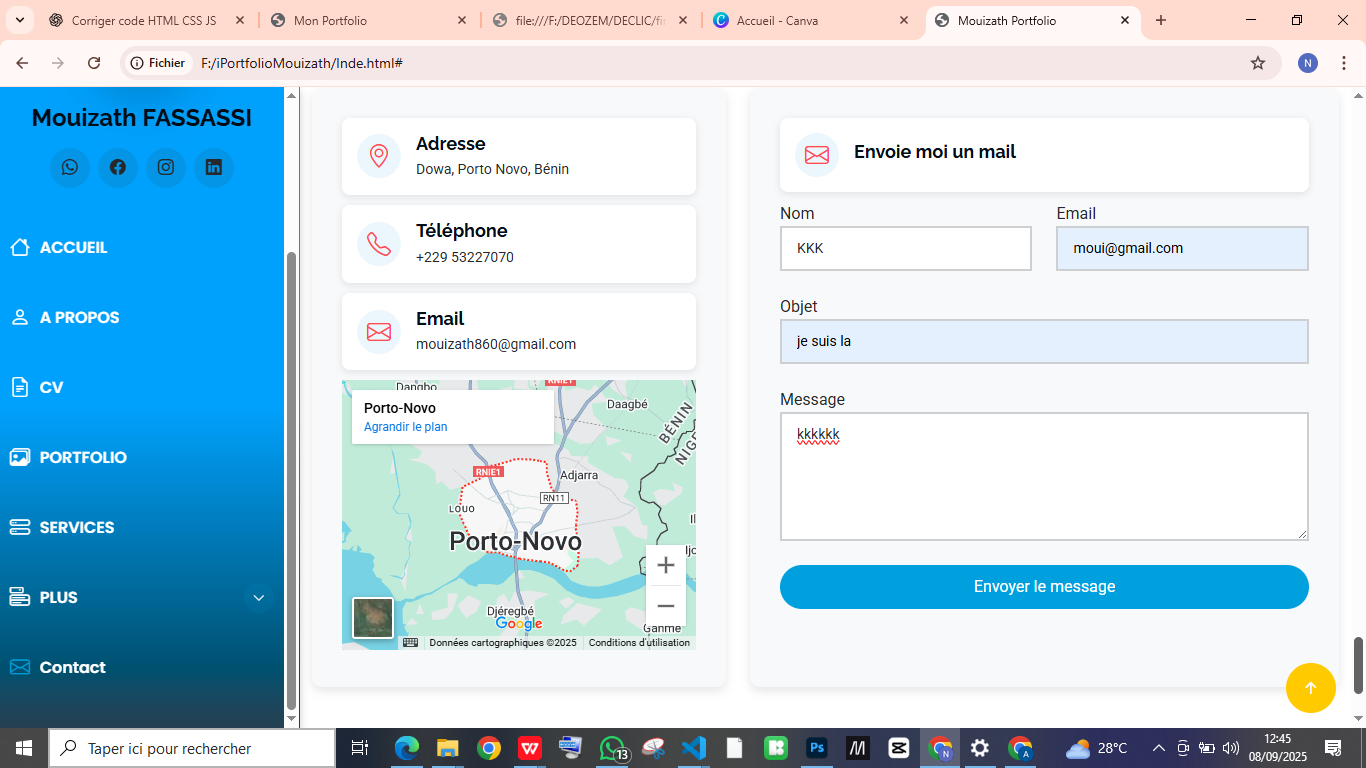 Corriger code HTML CSS JS
Mon Portfolio
file:///F:/DEOZEM/DECLIC/fi
Accueil - Canva
Mouizath Portfolio
Fichier
F:/iPortfolioMouizath/Inde.html#
N
Mouizath FASSASSI
ACCUEIL
A PROPOS
CV
PORTFOLIO
SERVICES
PLUS
Contact
Adresse
Dowa, Porto Novo, Bénin
Téléphone
+229 53227070
Email
mouizath860@gmail.com
Dangbo
RNIE1
Daagbé
Porto-Novo
Agrandir le plan
BÉNIN
RNIE1
Adjarra
RN11
Louo
Porto-Novo
Djéregbé
Google
Données cartographiques ©2025
Conditions d'utilisation
Envoie moi un mail
Nom
Email
KKK
moui@gmail.com
Objet
je suis la
Message
kkkkkk
Envoyer le message
Taper ici pour rechercher
13
28°C
12:45
08/09/2025